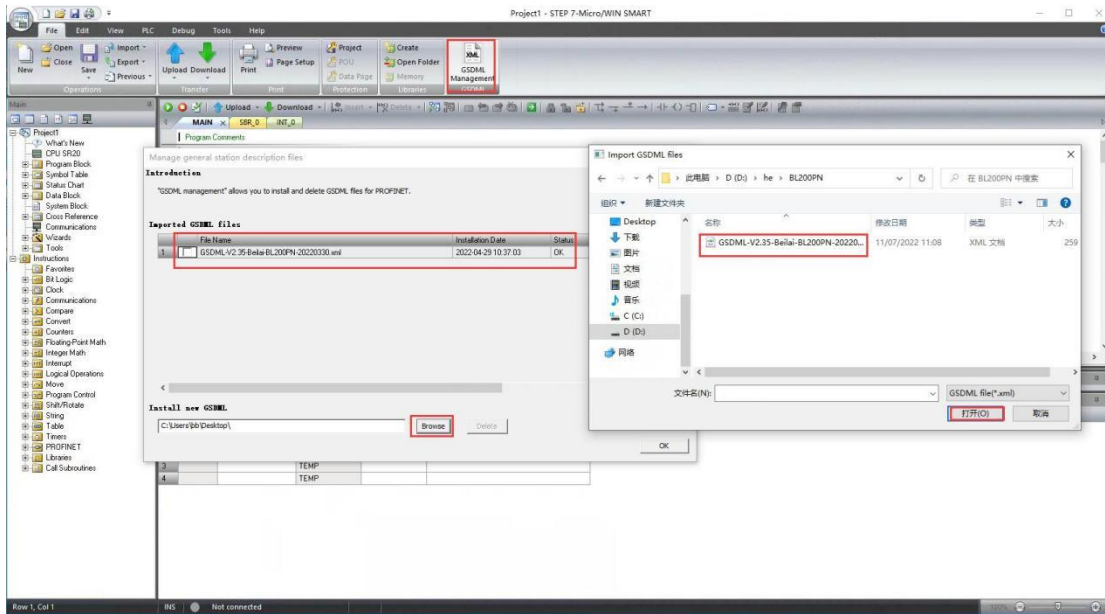 Project1 - STEP 7-Micro/WIN SMART
File Edit View PLC Debug Tools Help
New
Open
Close
Save
Import
Export
Previous
Operations
Upload Download
Transfer
Print
Preview
Page Setup
Print
Project
POU
Data Page
Protection
Create
Open Folder
Memory
Libraries
XML
GSDML
Management
GSDML
Main
Upload Download Insert Delete
MAIN SBR_0 INT_0
Program Comments
Project1
What's New
CPU SR20
Program Block
Symbol Table
Status Chart
Data Block
System Block
Cross Reference
Communications
Wizards
Tools
Instructions
Favorites
Bit Logic
Clock
Communications
Compare
Convert
Counters
Floating-Point Math
Integer Math
Interrupt
Logical Operations
Move
Program Control
Shift/Rotate
String
Table
Timers
PROFINET
Libraries
Call Subroutines
Manage general station description files
Introduction
"GSDML management" allows you to install and delete GSDML files for PROFINET.
Imported GSDML files
File Name Installation Date Status
1 GSDML-V2.35-Beilai-BL200PN-20220330.xml 2022-04-29 10:37:03 OK
Install new GSDML
C:\Users\bb\Desktop\ Browse Delete
OK
3 TEMP
4 TEMP
Import GSDML files
此电脑 > D (D:) > he > BL200PN
在 BL200PN 中搜索
组织 新建文件夹
Desktop
下载
图片
文档
视频
音乐
C (C:)
D (D:)
网络
名称 修改日期 类型 大小
GSDML-V2.35-Beilai-BL200PN-20220... 11/07/2022 11:08 XML 文档 259
文件名(N): GSDML file(*.xml)
打开(O) 取消
Row 1, Col 1 INS Not connected